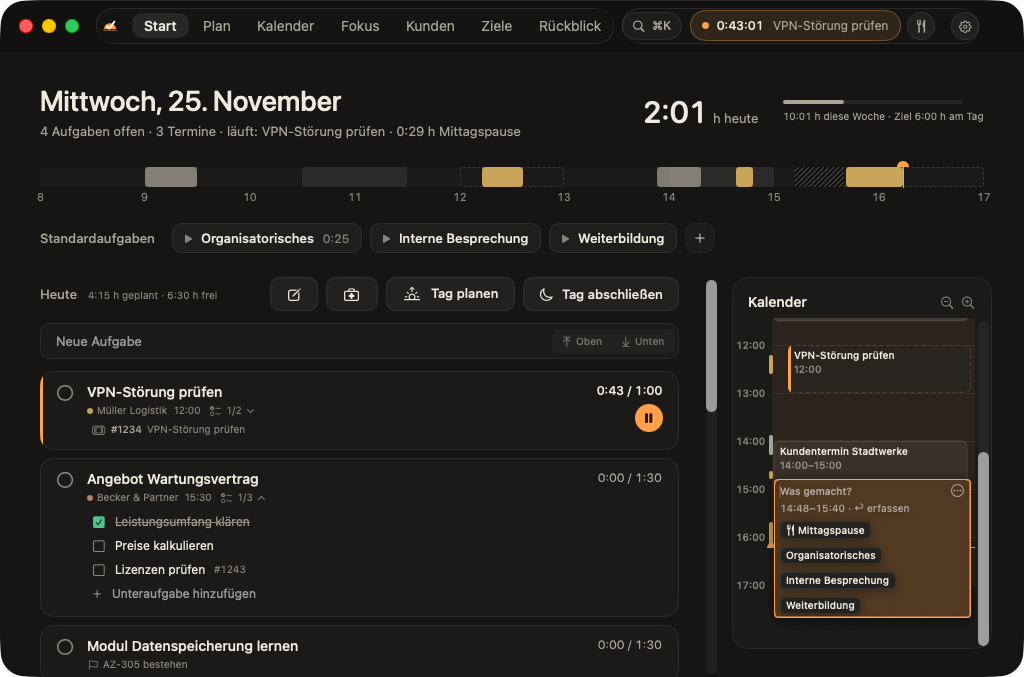 Start Plan Kalender Fokus Kunden Ziele Rückblick ⌘K 0:43:01 VPN-Störung prüfen
Mittwoch, 25. November
4 Aufgaben offen · 3 Termine · läuft: VPN-Störung prüfen · 0:29 h Mittagspause
2:01 h heute
10:01 h diese Woche · Ziel 6:00 h am Tag
8 9 10 11 12 13 14 15 16 17
Standardaufgaben Organisatorisches 0:25 Interne Besprechung Weiterbildung +
Heute 4:15 h geplant · 6:30 h frei Tag planen Tag abschließen
Neue Aufgabe Oben Unten
VPN-Störung prüfen 0:43 / 1:00
Müller Logistik 12:00 1/2
#1234 VPN-Störung prüfen
Angebot Wartungsvertrag 0:00 / 1:30
Becker & Partner 15:30 1/3
Leistungsumfang klären
Preise kalkulieren
Lizenzen prüfen #1243
+ Unteraufgabe hinzufügen
Modul Datenspeicherung lernen 0:00 / 1:30
AZ-305 bestehen
Kalender
12:00
VPN-Störung prüfen
12:00
13:00
14:00
Kundentermin Stadtwerke
14:00–15:00
15:00
Was gemacht?
14:48–15:40 · ↩ erfassen
Mittagspause
16:00
Organisatorisches
Interne Besprechung
17:00
Weiterbildung